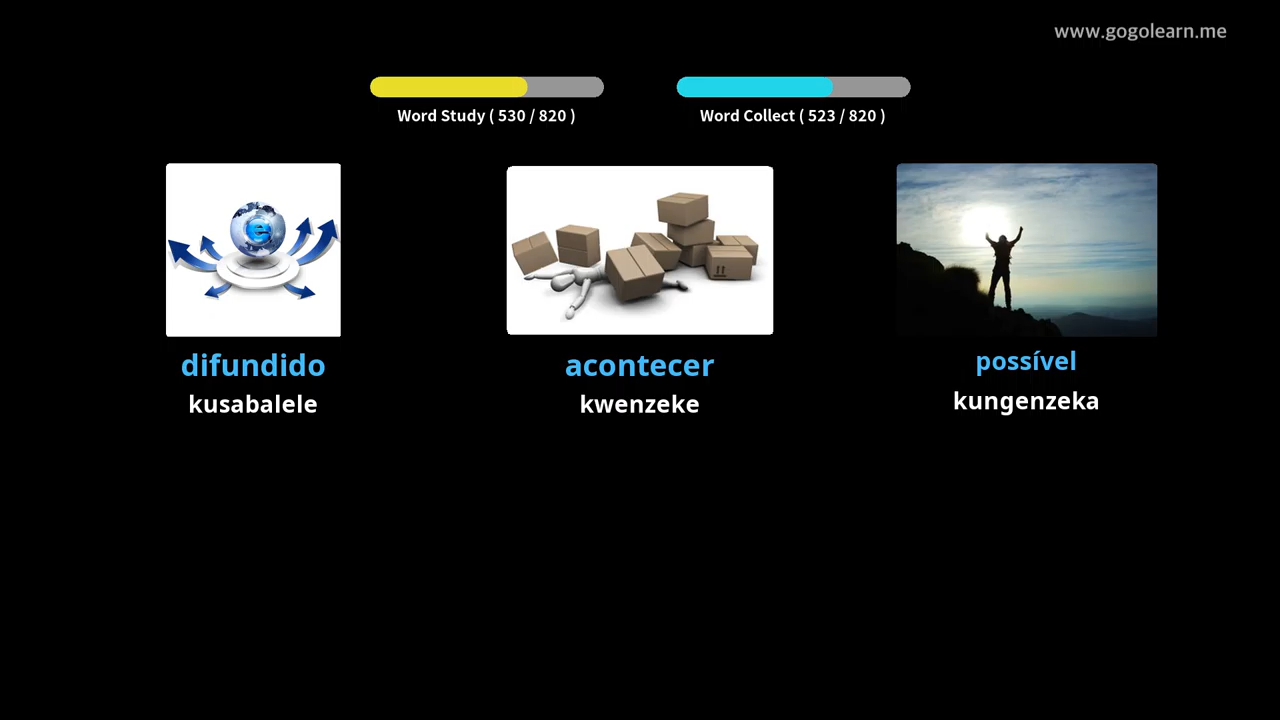 www.gogolearn.me
Word Study ( 530 / 820 )
Word Collect ( 523 / 820 )
difundido
kusabalele
acontecer
kwenzeke
possível
kungenzeka